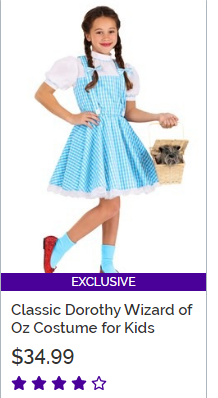 EXCLUSIVE
Classic Dorothy Wizard of
Oz Costume for Kids
$34.99